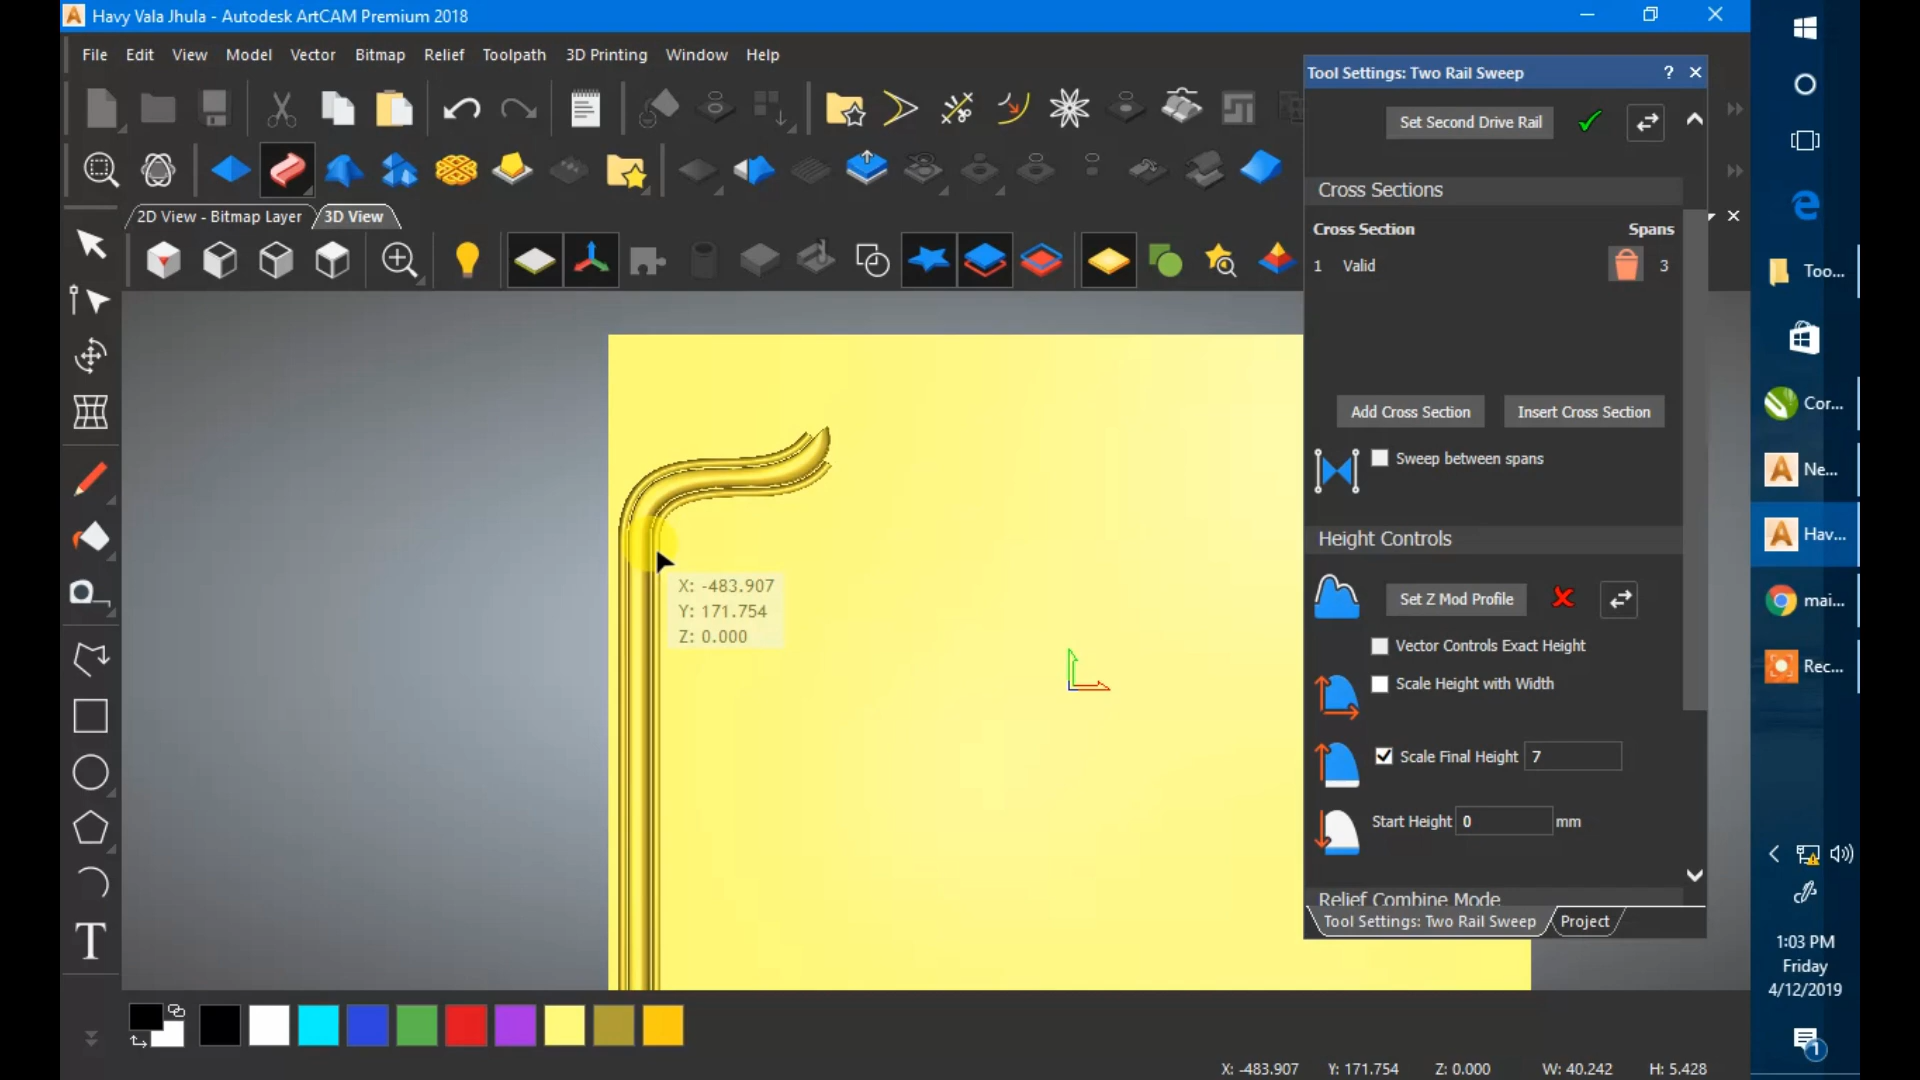 Havy Vala Jhula - Autodesk ArtCAM Premium 2018
File Edit View Model Vector Bitmap Relief Toolpath 3D Printing Window Help
Tool Settings: Two Rail Sweep
Set Second Drive Rail
Cross Sections
Cross Section Spans
1 Valid 3
Add Cross Section Insert Cross Section
Sweep between spans
Height Controls
Set Z Mod Profile
Vector Controls Exact Height
Scale Height with Width
Scale Final Height 7
Start Height 0 mm
Relief Combine Mode
Tool Settings: Two Rail Sweep Project
2D View - Bitmap Layer 3D View
X: -483.907
Y: 171.754
Z: 0.000
X: -483.907 Y: 171.754 Z: 0.000 W: 40.242 H: 5.428
Too...
Cor...
Ne...
Hav...
mai...
Rec...
1:03 PM
Friday
4/12/2019
1